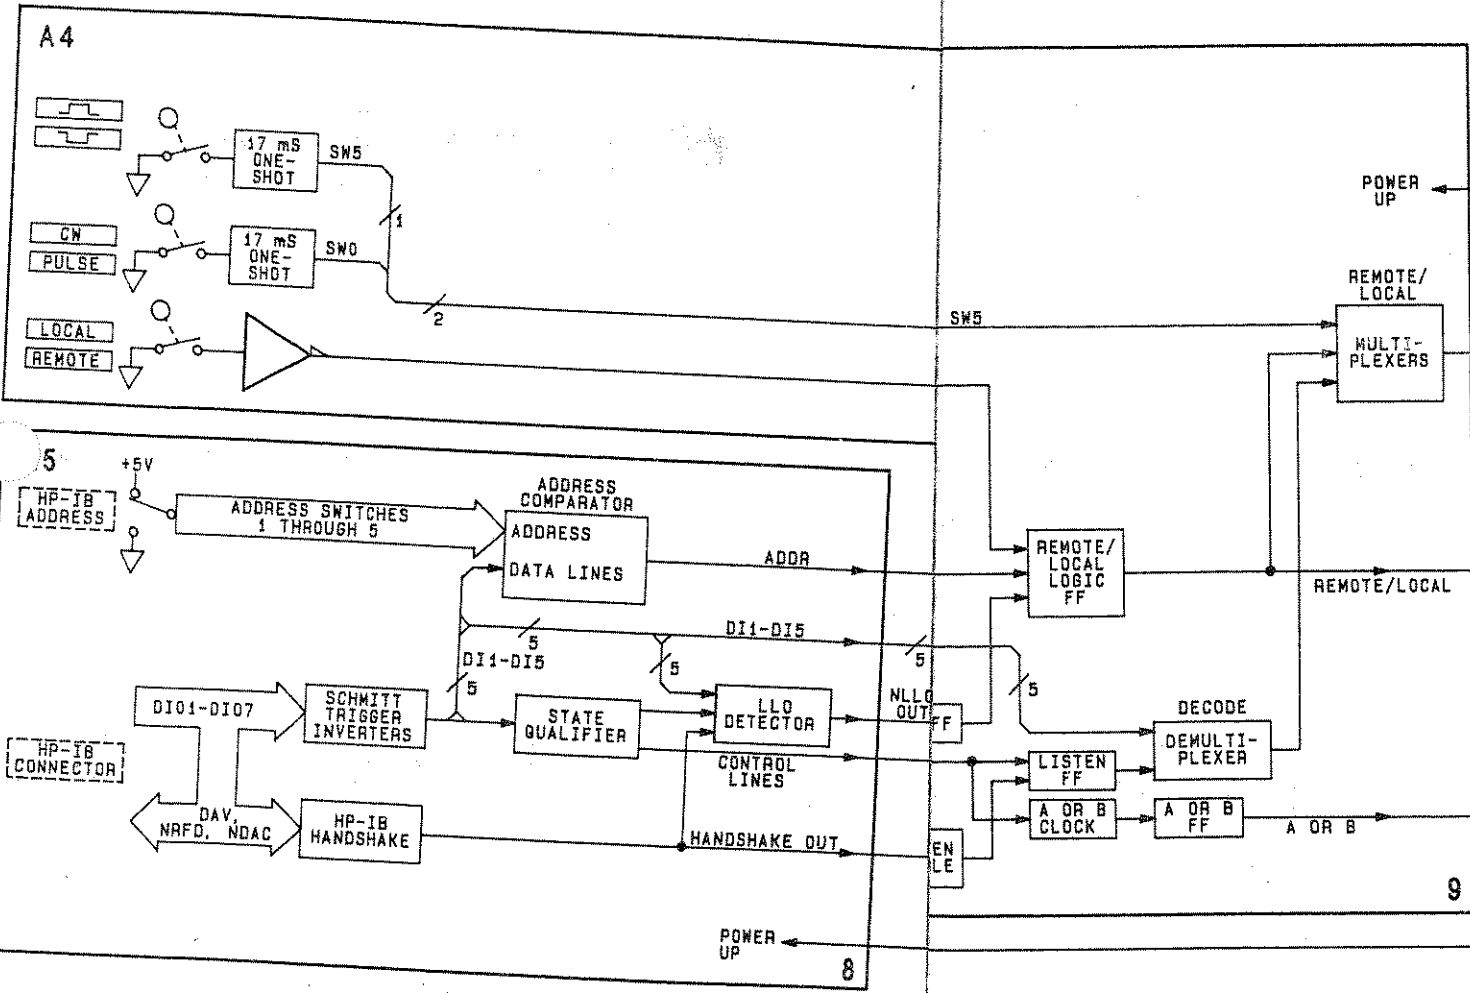 A4
17 mS
ONE-
SHOT
SW5
1
CW
PULSE
17 mS
ONE-
SHOT
SW0
2
LOCAL
REMOTE
SW5
POWER
UP
REMOTE/
LOCAL
MULTI-
PLEXERS
5
HP-IB
ADDRESS
+5V
ADDRESS SWITCHES
1 THROUGH 5
ADDRESS
COMPARATOR
ADDRESS
DATA LINES
ADDR
REMOTE/
LOCAL
LOGIC
FF
REMOTE/LOCAL
5
DI1-DI5
5
DI1-DI5
5
5
5
5
DIO1-DIO7
SCHMITT
TRIGGER
INVERTERS
STATE
QUALIFIER
LLO
DETECTOR
NLLO
OUT
FF
DECODE
DEMULTI-
PLEXER
HP-IB
CONNECTOR
CONTROL
LINES
LISTEN
FF
DAV,
NRFD, NDAC
HP-IB
HANDSHAKE
HANDSHAKE OUT
EN
LE
A OR B
CLOCK
A OR B
FF
A OR B
9
POWER
UP
8